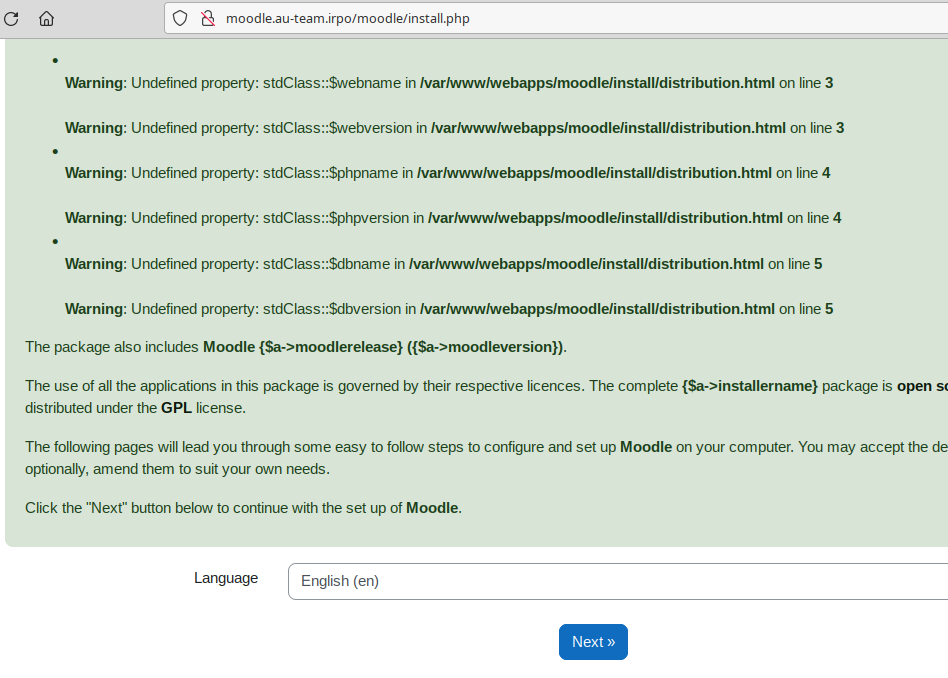 moodle.au-team.irpo/moodle/install.php
Warning: Undefined property: stdClass::$webname in /var/www/webapps/moodle/install/distribution.html on line 3
Warning: Undefined property: stdClass::$webversion in /var/www/webapps/moodle/install/distribution.html on line 3
Warning: Undefined property: stdClass::$phpname in /var/www/webapps/moodle/install/distribution.html on line 4
Warning: Undefined property: stdClass::$phpversion in /var/www/webapps/moodle/install/distribution.html on line 4
Warning: Undefined property: stdClass::$dbname in /var/www/webapps/moodle/install/distribution.html on line 5
Warning: Undefined property: stdClass::$dbversion in /var/www/webapps/moodle/install/distribution.html on line 5
The package also includes Moodle {$a->moodlerelease} ({$a->moodleversion}).
The use of all the applications in this package is governed by their respective licences. The complete {$a->installername} package is open
distributed under the GPL license.
The following pages will lead you through some easy to follow steps to configure and set up Moodle on your computer. You may accept the
optionally, amend them to suit your own needs.
Click the "Next" button below to continue with the set up of Moodle.
Language
English (en)
Next »